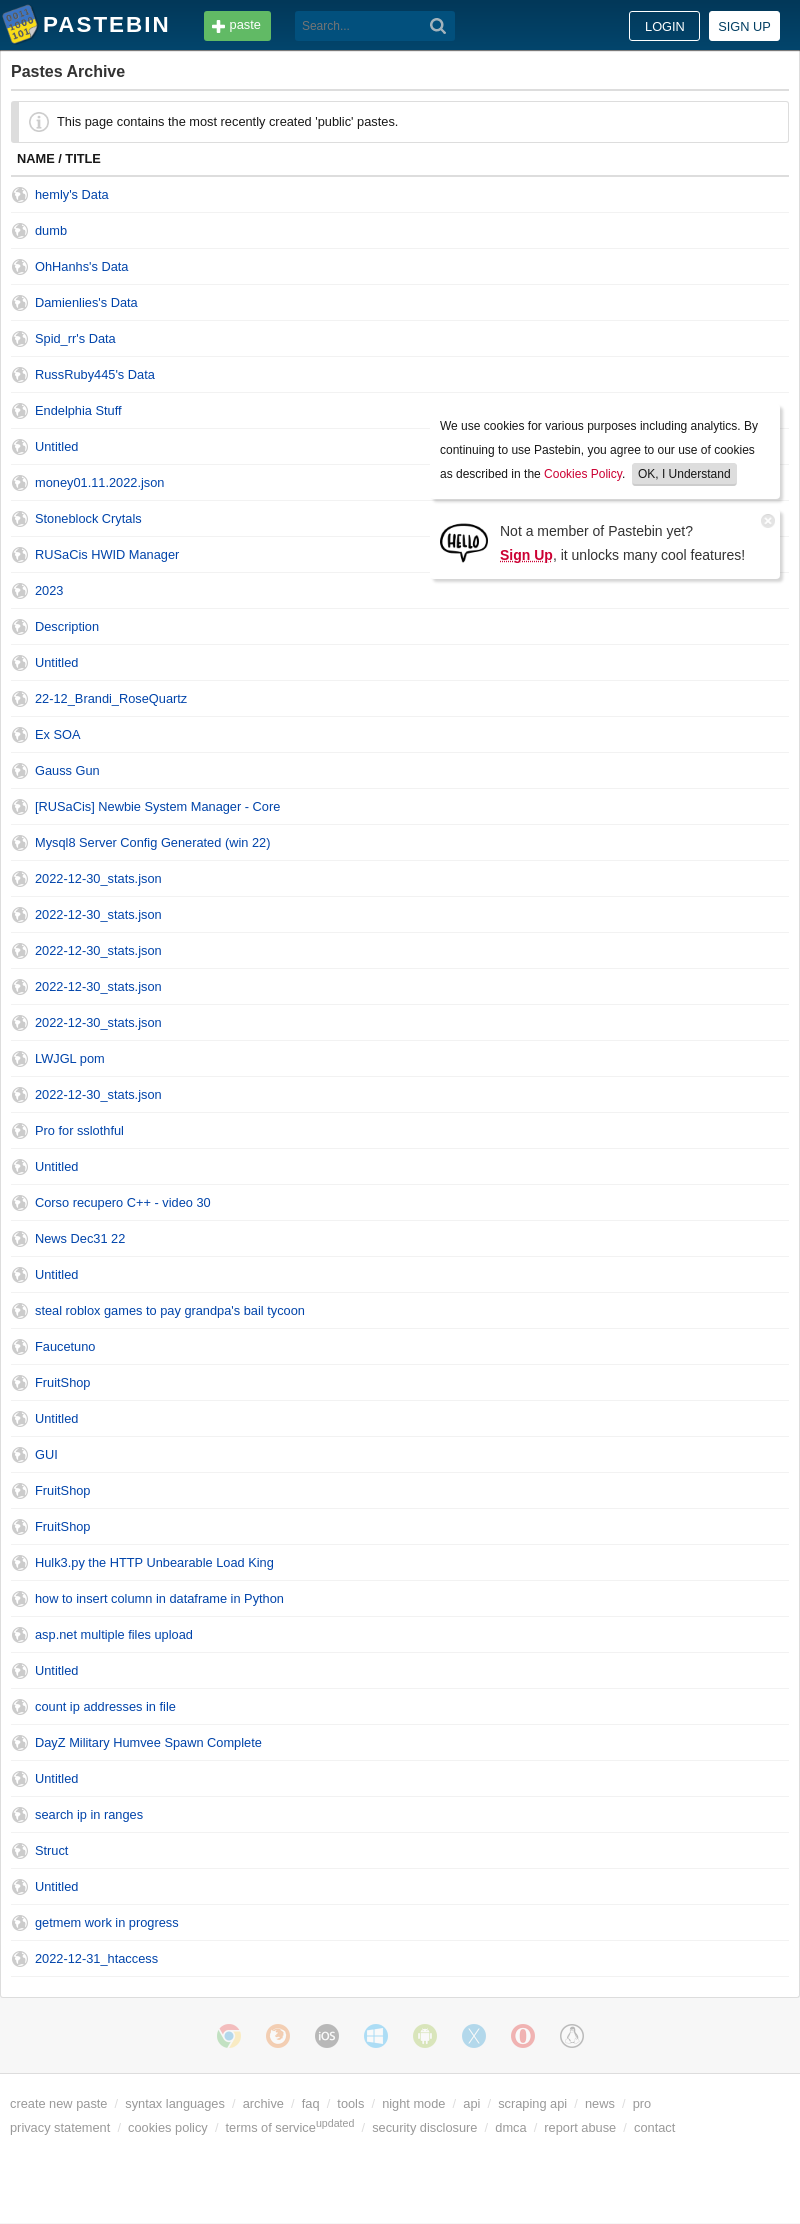 PASTEBIN
paste
Search...
LOGIN
SIGN UP
Pastes Archive
This page contains the most recently created 'public' pastes.
NAME / TITLE
hemly's Data
dumb
OhHanhs's Data
Damienlies's Data
Spid_rr's Data
RussRuby445's Data
Endelphia Stuff
Untitled
money01.11.2022.json
Stoneblock Crytals
RUSaCis HWID Manager
We use cookies for various purposes including analytics. By
continuing to use Pastebin, you agree to our use of cookies
as described in the Cookies Policy. OK, I Understand
HELLO
Not a member of Pastebin yet?
Sign Up, it unlocks many cool features!
2023
Description
Untitled
22-12_Brandi_RoseQuartz
Ex SOA
Gauss Gun
[RUSaCis] Newbie System Manager - Core
Mysql8 Server Config Generated (win 22)
2022-12-30_stats.json
2022-12-30_stats.json
2022-12-30_stats.json
2022-12-30_stats.json
2022-12-30_stats.json
LWJGL pom
2022-12-30_stats.json
Pro for sslothful
Untitled
Corso recupero C++ - video 30
News Dec31 22
Untitled
steal roblox games to pay grandpa's bail tycoon
Faucetuno
FruitShop
Untitled
GUI
FruitShop
FruitShop
Hulk3.py the HTTP Unbearable Load King
how to insert column in dataframe in Python
asp.net multiple files upload
Untitled
count ip addresses in file
DayZ Military Humvee Spawn Complete
Untitled
search ip in ranges
Struct
Untitled
getmem work in progress
2022-12-31_htaccess
iOS
create new paste / syntax languages / archive / faq / tools / night mode / api / scraping api / news / pro
privacy statement / cookies policy / terms of serviceupdated / security disclosure / dmca / report abuse / contact